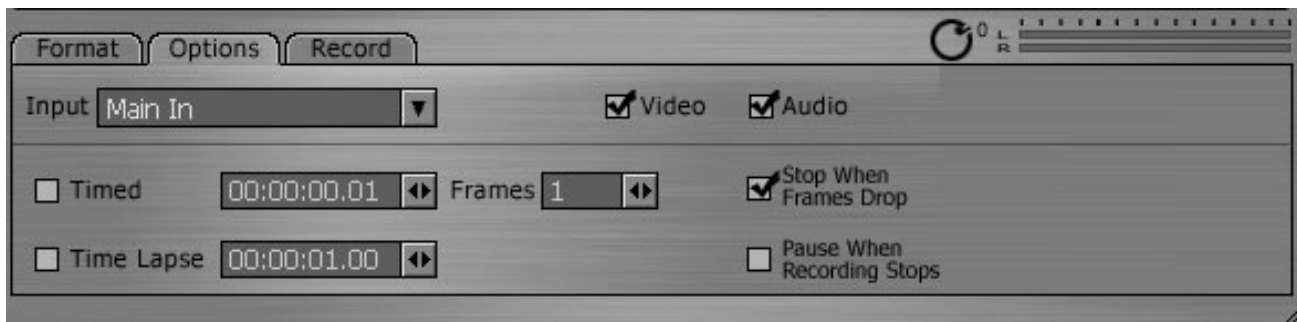 Format Options Record 0 L
R
Input Main In Video Audio
Timed 00:00:00.01 Frames 1 Stop When
Frames Drop
Time Lapse 00:00:01.00 Pause When
Recording Stops